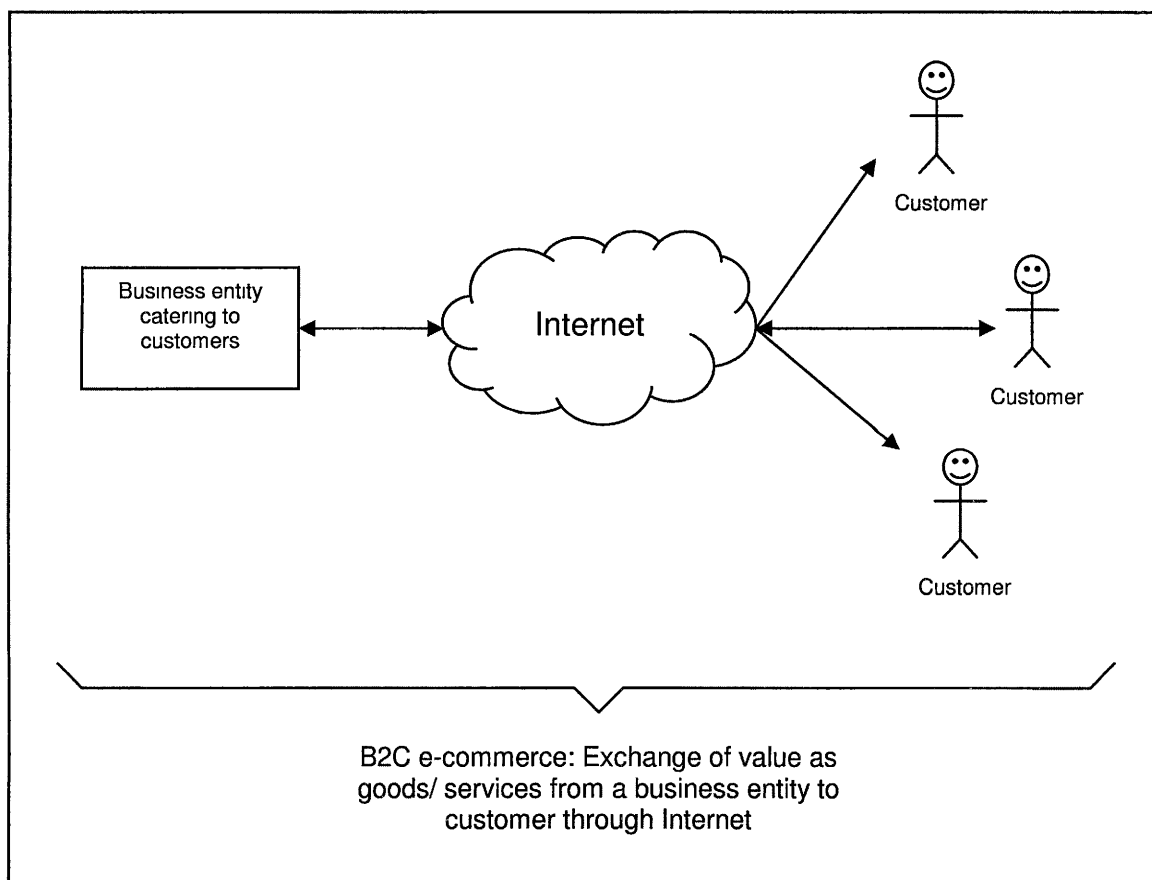 Customer
Business entity
catering to
customers
Internet
Customer
Customer
B2C e-commerce: Exchange of value as
goods/ services from a business entity to
customer through Internet